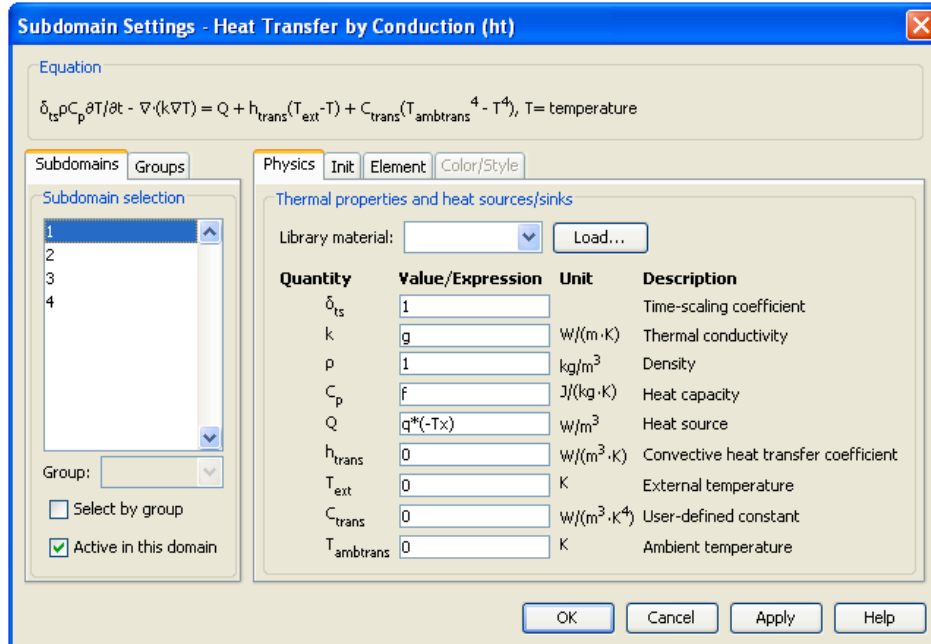 Subdomain Settings - Heat Transfer by Conduction (ht)
Equation
δtsρCp∂T/∂t - ∇·(k∇T) = Q + htrans(Text-T) + Ctrans(Tambtrans4 - T4), T= temperature
Subdomains Groups
Physics Init Element Color/Style
Subdomain selection
1
2
3
4
Group:
Select by group
Active in this domain
Thermal properties and heat sources/sinks
Library material: Load...
Quantity Value/Expression Unit Description
δts 1 Time-scaling coefficient
k g W/(m·K) Thermal conductivity
ρ 1 kg/m3 Density
Cp f J/(kg·K) Heat capacity
Q q*(-Tx) W/m3 Heat source
htrans 0 W/(m3·K) Convective heat transfer coefficient
Text 0 K External temperature
Ctrans 0 W/(m3·K4) User-defined constant
Tambtrans 0 K Ambient temperature
OK Cancel Apply Help